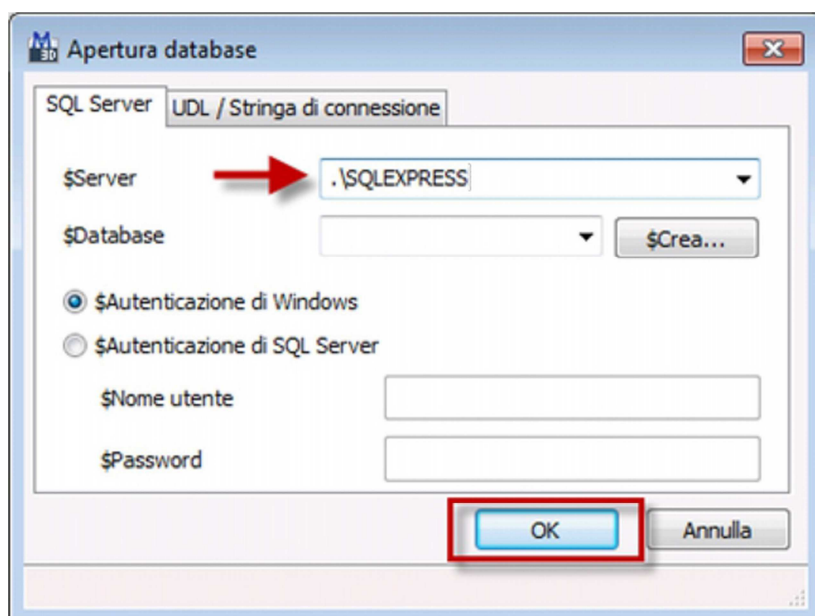 Apertura database
SQL Server UDL / Stringa di connessione
$Server .\SQLEXPRESS
$Database $Crea...
$Autenticazione di Windows
$Autenticazione di SQL Server
$Nome utente
$Password
OK Annulla